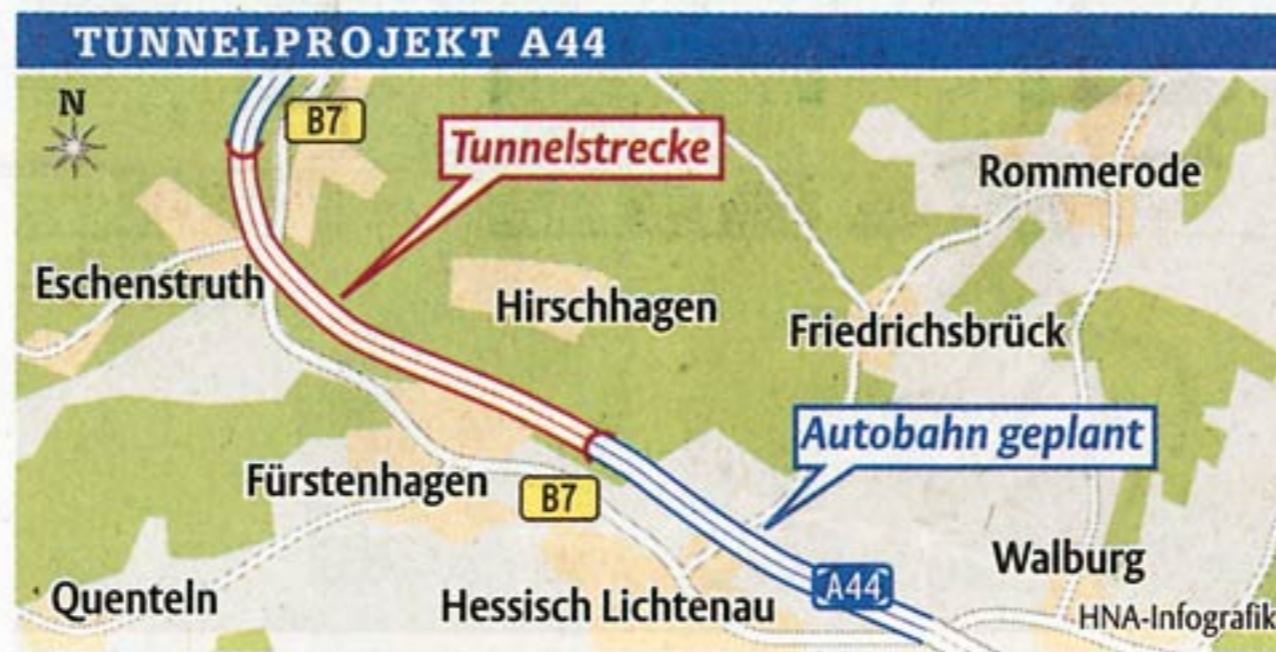 TUNNELPROJEKT A44
N
B7
Tunnelstrecke
Rommerode
Eschenstruth
Hirschhagen
Friedrichsbrück
Autobahn geplant
Fürstenhagen
B7
Walburg
A44
Quenteln
Hessisch Lichtenau
HNA-Infografik